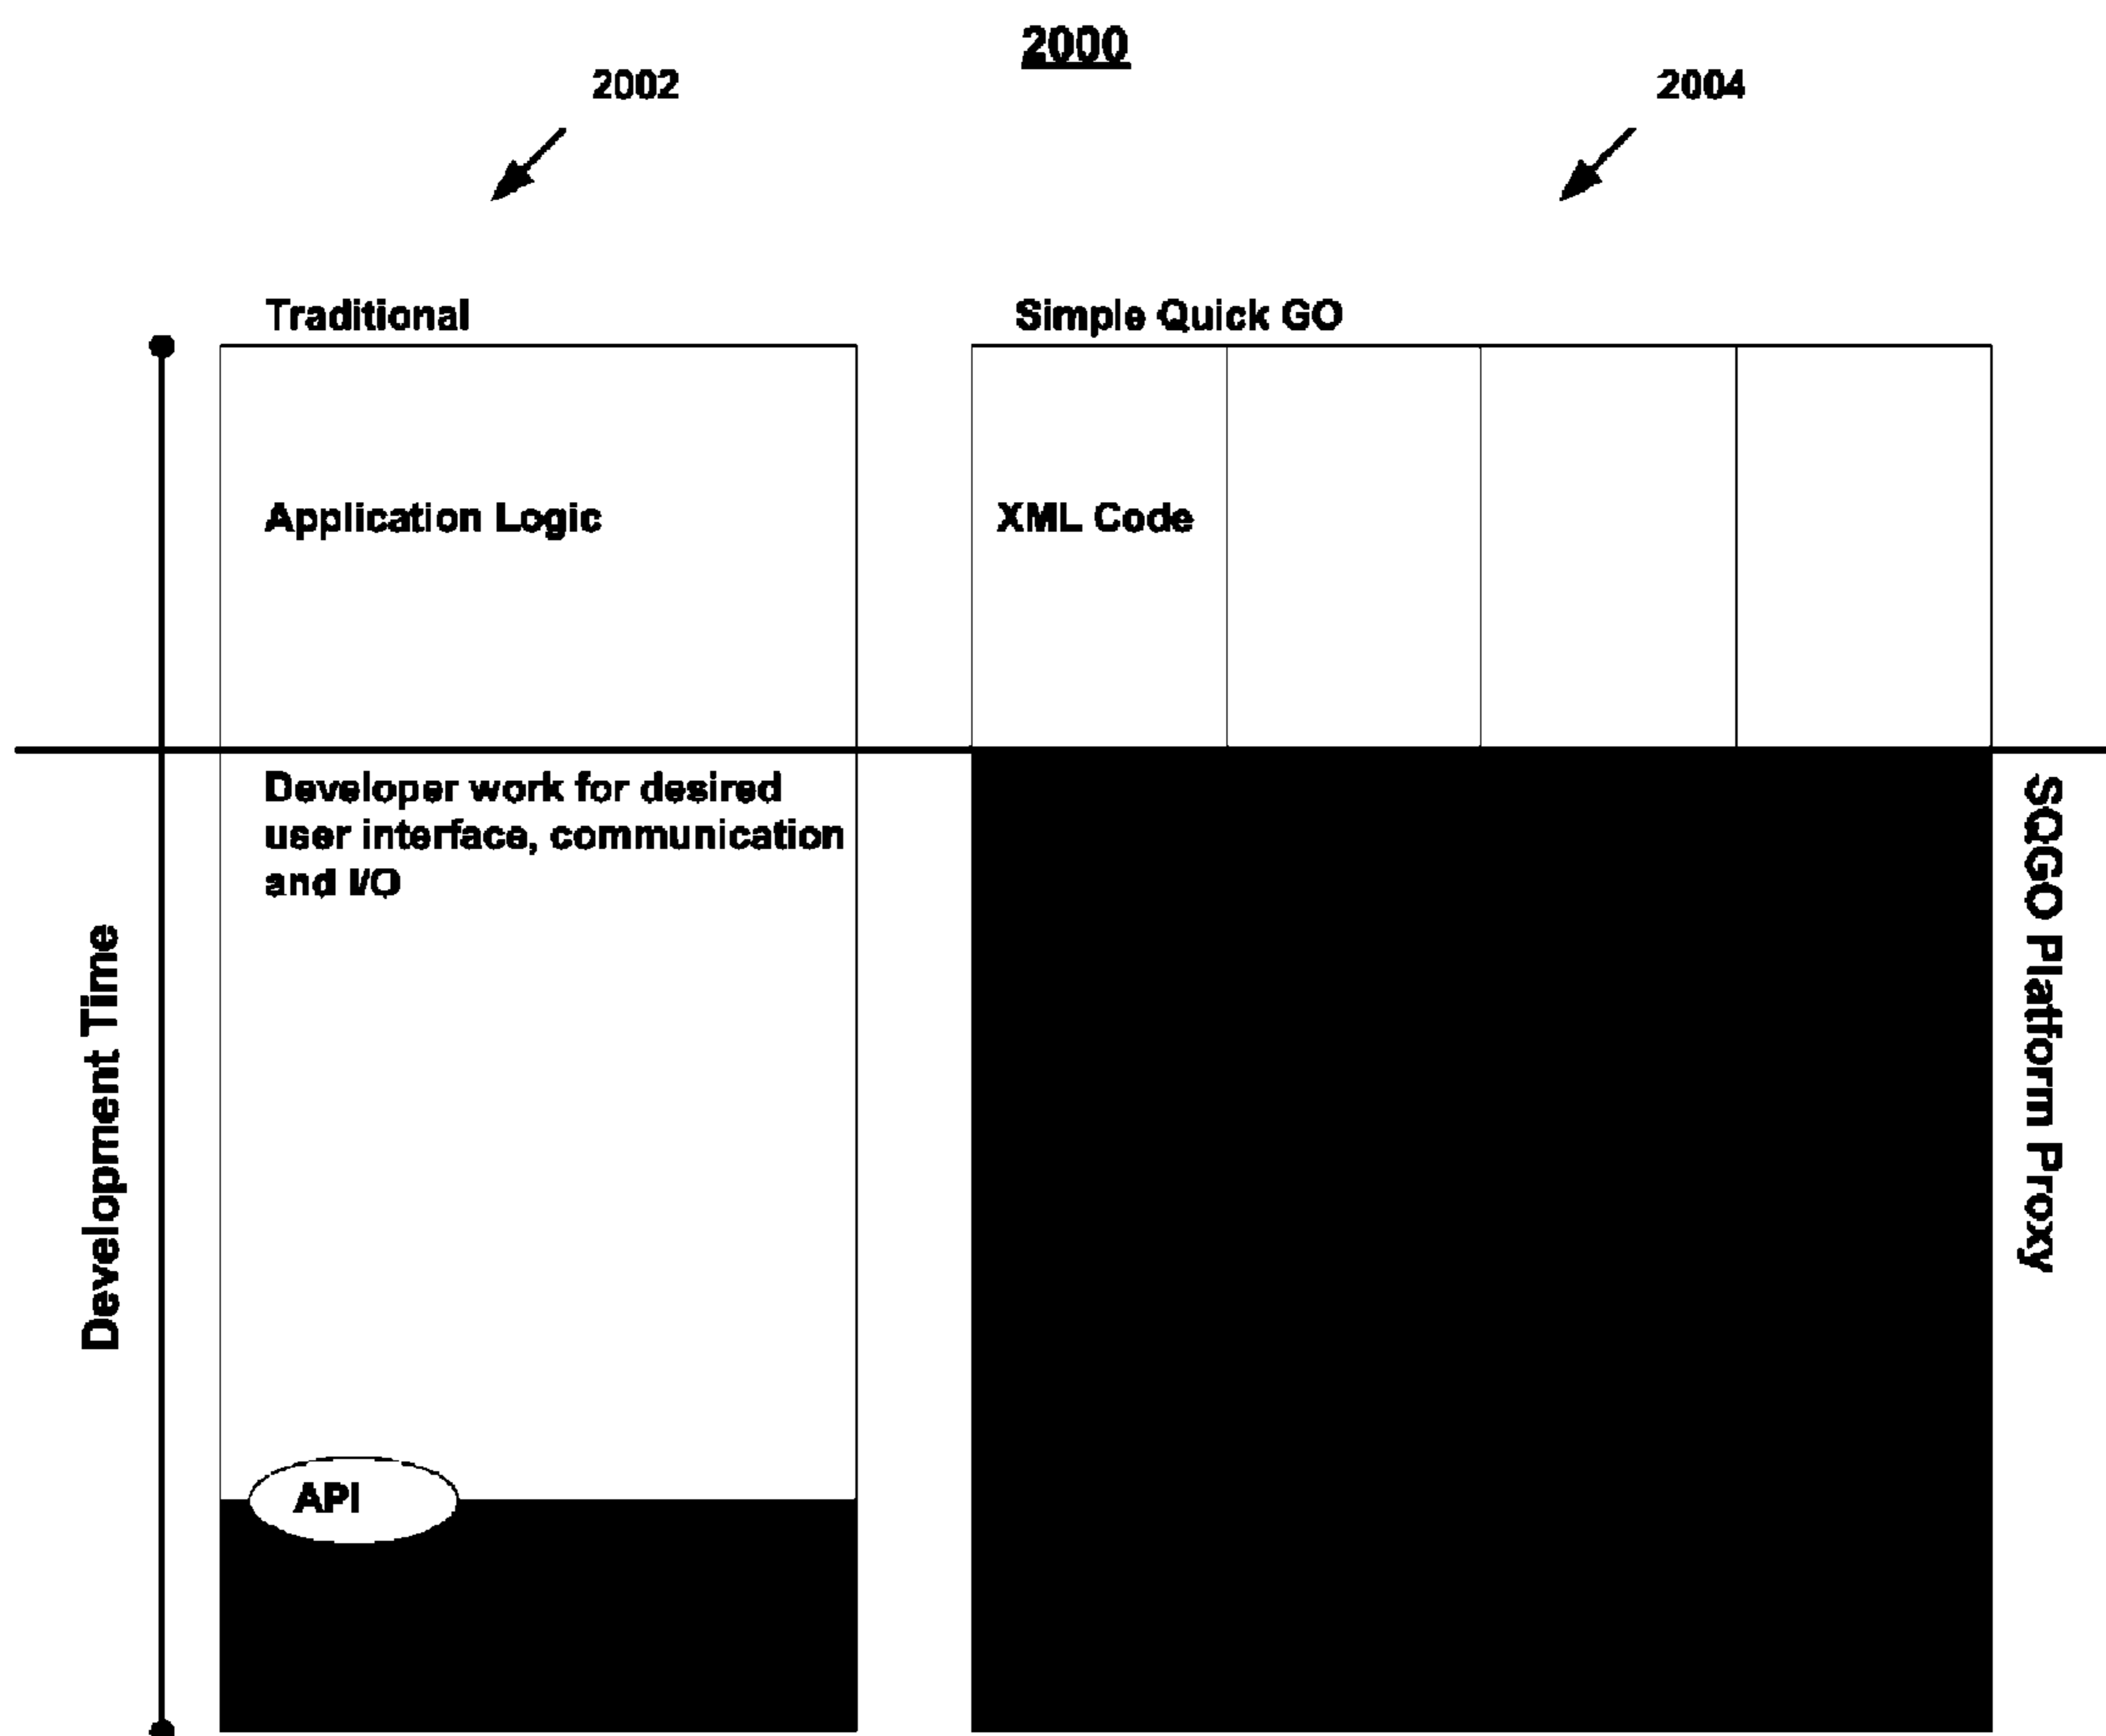 2000
2002
2004
Traditional
Simple Quick GO
Application Logic
XML Code
Developer work for desired
user interface, communication
and I/O
Development Time
SQGO Platform Proxy
API